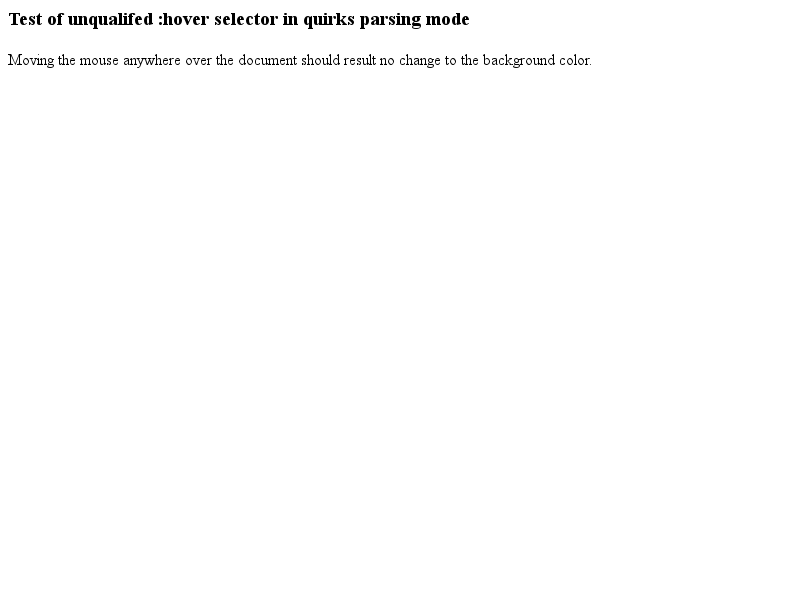 Test of unqualifed :hover selector in quirks parsing mode
Moving the mouse anywhere over the document should result no change to the background color.